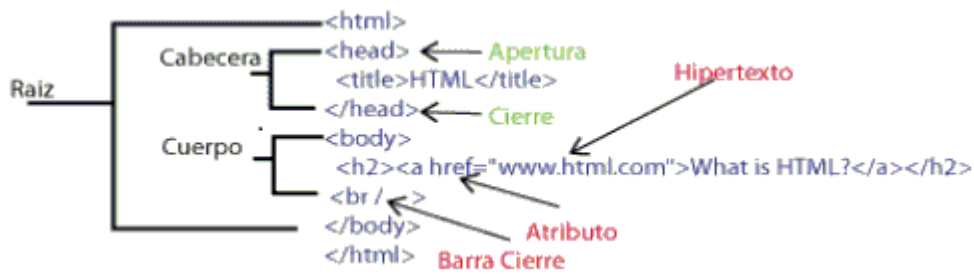 <html>
Cabecera <head> Apertura
<title>HTML</title> Hipertexto
Raiz
</head> Cierre
<body>
Cuerpo
<h2><a href="www.html.com">What is HTML?</a></h2>
<br / >
</body> Atributo
</html> Barra Cierre